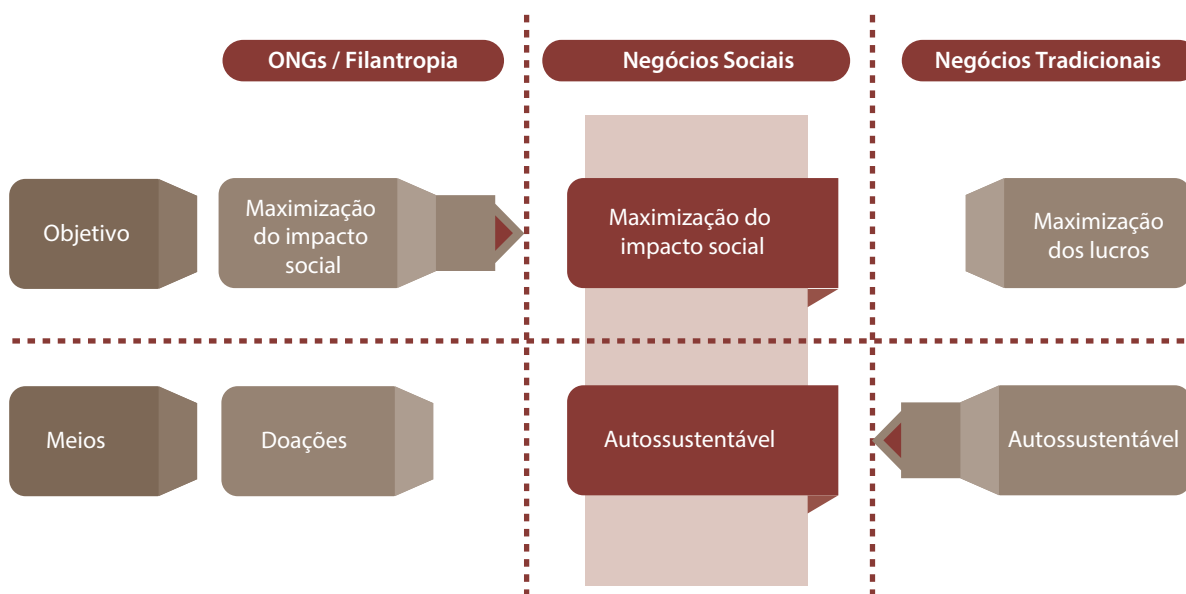 ONGs / Filantropia
Negócios Sociais
Negócios Tradicionais
Objetivo
Maximização
do impacto
social
Maximização do
impacto social
Maximização
dos lucros
Meios
Doações
Autossustentável
Autossustentável